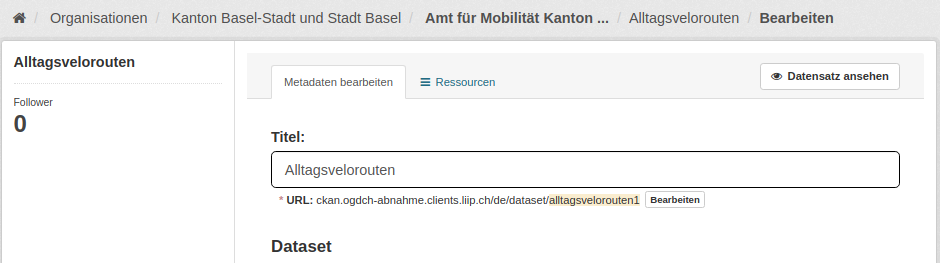 / Organisationen / Kanton Basel-Stadt und Stadt Basel / Amt für Mobilität Kanton ... / Alltagsvelorouten / Bearbeiten
Alltagsvelorouten
Follower
0
Metadaten bearbeiten
Ressourcen
Datensatz ansehen
Titel:
Alltagsvelorouten
* URL: ckan.ogdch-abnahme.clients.liip.ch/de/dataset/alltagsvelorouten1 Bearbeiten
Dataset